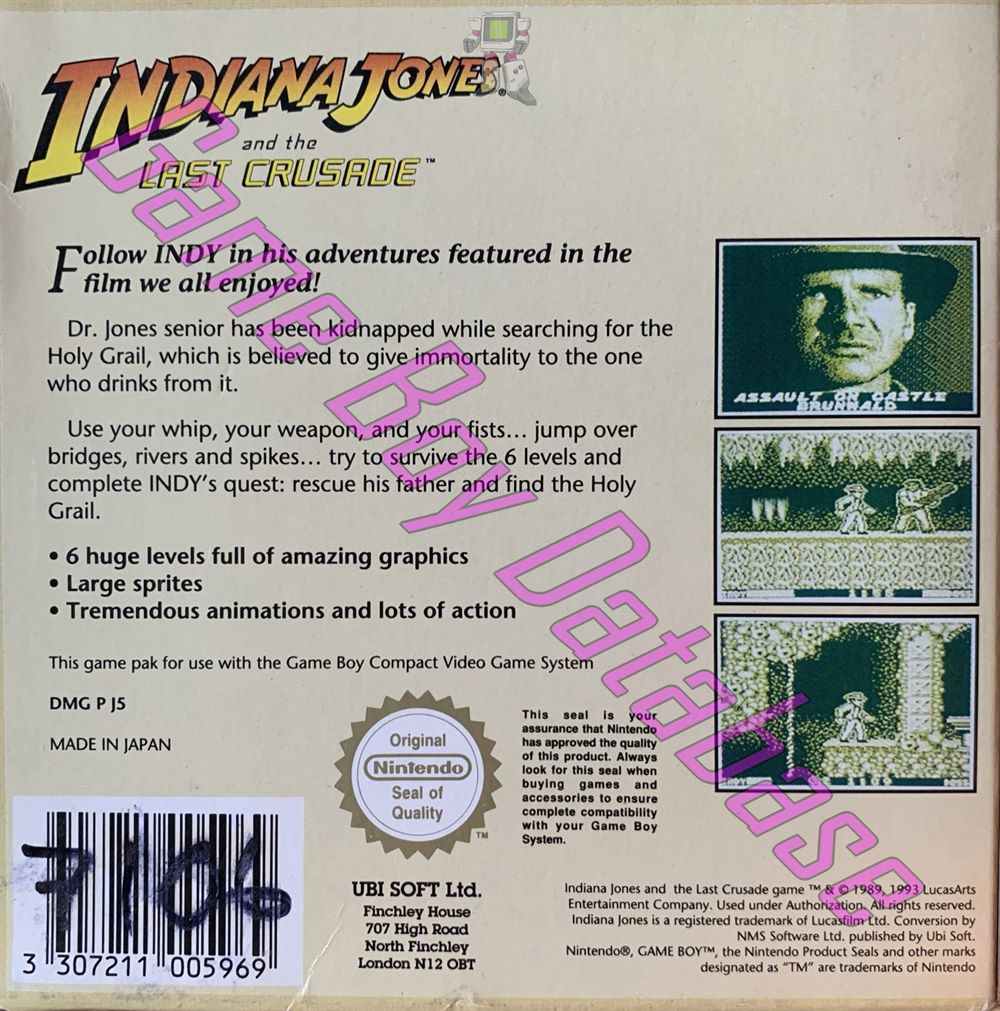 INDIANA JONES®
and the
LAST CRUSADE™
Follow INDY in his adventures featured in the
film we all enjoyed!
Dr. Jones senior has been kidnapped while searching for the
Holy Grail, which is believed to give immortality to the one
who drinks from it.
Use your whip, your weapon, and your fists... jump over
bridges, rivers and spikes... try to survive the 6 levels and
complete INDY's quest: rescue his father and find the Holy
Grail.
• 6 huge levels full of amazing graphics
• Large sprites
• Tremendous animations and lots of action
This game pak for use with the Game Boy Compact Video Game System
DMG P J5
MADE IN JAPAN
ASSAULT ON CASTLE
BRUNWALD
1156
1156
Original
Nintendo
Seal of
Quality
TM
This seal is your
assurance that Nintendo
has approved the quality
of this product. Always
look for this seal when
buying games and
accessories to ensure
complete compatibility
with your Game Boy
System.
7106
3 307211 005969
UBI SOFT Ltd.
Finchley House
707 High Road
North Finchley
London N12 OBT
Indiana Jones and the Last Crusade game ™ & © 1989, 1993 LucasArts
Entertainment Company. Used under Authorization. All rights reserved.
Indiana Jones is a registered trademark of Lucasfilm Ltd. Conversion by
NMS Software Ltd. published by Ubi Soft.
Nintendo®, GAME BOY™, the Nintendo Product Seals and other marks
designated as "TM" are trademarks of Nintendo
Game Boy Database